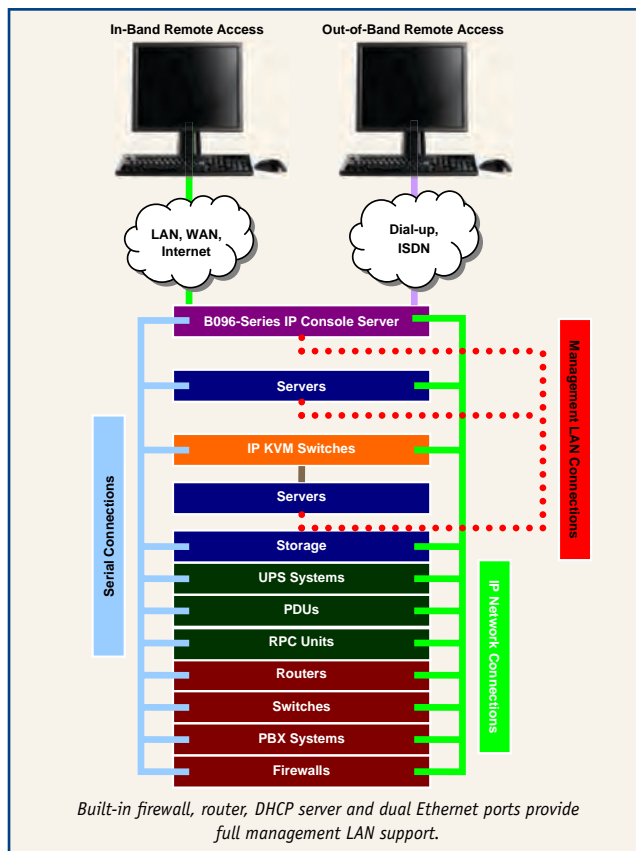 In-Band Remote Access
Out-of-Band Remote Access
LAN, WAN,
Internet
Dial-up,
ISDN
B096-Series IP Console Server
Servers
IP KVM Switches
Servers
Storage
UPS Systems
PDUs
RPC Units
Routers
Switches
PBX Systems
Firewalls
Serial Connections
Management LAN Connections
IP Network Connections
Built-in firewall, router, DHCP server and dual Ethernet ports provide
full management LAN support.